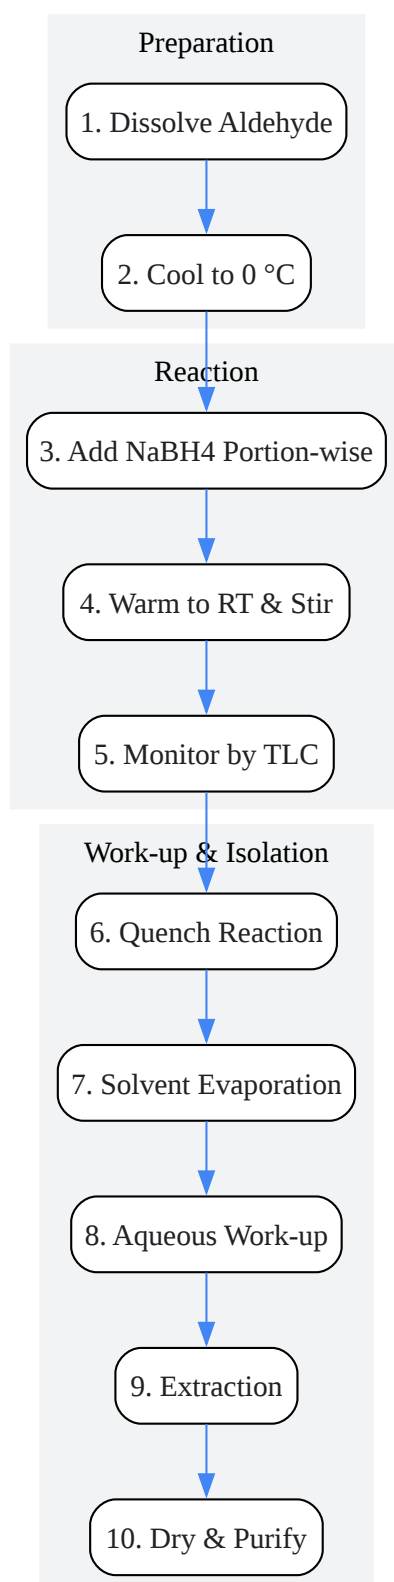 Preparation
1. Dissolve Aldehyde
2. Cool to 0 °C
Reaction
3. Add NaBH4 Portion-wise
4. Warm to RT & Stir
5. Monitor by TLC
Work-up & Isolation
6. Quench Reaction
7. Solvent Evaporation
8. Aqueous Work-up
9. Extraction
10. Dry & Purify